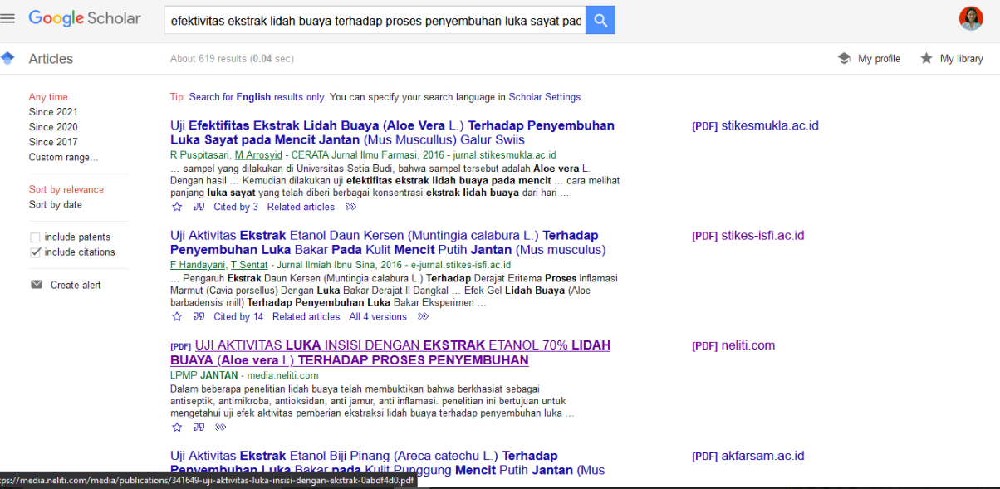 Google Scholar
efektivitas ekstrak lidah buaya terhadap proses penyembuhan luka sayat pad
Articles
About 619 results (0.04 sec)
My profile
My library
Any time
Since 2021
Since 2020
Since 2017
Custom range...
Sort by relevance
Sort by date
include patents
include citations
Create alert
Tip: Search for English results only. You can specify your search language in Scholar Settings.
Uji Efektifitas Ekstrak Lidah Buaya (Aloe Vera L.) Terhadap Penyembuhan
Luka Sayat pada Mencit Jantan (Mus Muscullus) Galur Swiis
[PDF] stikesmukla.ac.id
R Puspitasari, M Arrosyid - CERATA Jurnal Ilmu Farmasi, 2016 - jurnal.stikesmukla.ac.id
... sampel yang dilakukan di Universitas Setia Budi, bahwa sampel tersebut adalah Aloe vera L.
Dengan hasil ... Kemudian dilakukan uji efektifitas ekstrak lidah buaya pada mencit ... cara melihat
panjang luka sayat yang telah diberi berbagai konsentrasi ekstrak lidah buaya dari hari ...
Cited by 3 Related articles
Uji Aktivitas Ekstrak Etanol Daun Kersen (Muntingia calabura L.) Terhadap
Penyembuhan Luka Bakar Pada Kulit Mencit Putih Jantan (Mus musculus)
[PDF] stikes-isfi.ac.id
F Handayani, T Sentat - Jurnal Ilmiah Ibnu Sina, 2016 - e-jurnal.stikes-isfi.ac.id
... Pengaruh Ekstrak Daun Kersen (Muntingia calabura L.) Terhadap Derajat Eritema Proses Inflamasi
Marmut (Cavia porsellus) Dengan Luka Bakar Derajat II Dangkal ... Efek Gel Lidah Buaya (Aloe
barbadensis mill) Terhadap Penyembuhan Luka Bakar Eksperimen ...
Cited by 14 Related articles All 4 versions
[PDF] UJI AKTIVITAS LUKA INSISI DENGAN EKSTRAK ETANOL 70% LIDAH
BUAYA (Aloe vera L) TERHADAP PROSES PENYEMBUHAN
[PDF] neliti.com
LPMP JANTAN - media.neliti.com
Dalam beberapa penelitian lidah buaya telah membuktikan bahwa berkhasiat sebagai
antiseptik, antimikroba, antioksidan, anti jamur, anti inflamasi. penelitian ini bertujuan untuk
mengetahui uji efek aktivitas pemberian ekstraksi lidah buaya terhadap penyembuhan luka ...
Uji Aktivitas Ekstrak Etanol Biji Pinang (Areca catechu L.) Terhadap
Penyembuhan Luka Bakar pada Kulit Punggung Mencit Putih Jantan (Mus
[PDF] akfarsam.ac.id
tps://media.neliti.com/media/publications/341649-uji-aktivitas-luka-insisi-dengan-ekstrak-0abdf4d0.pdf